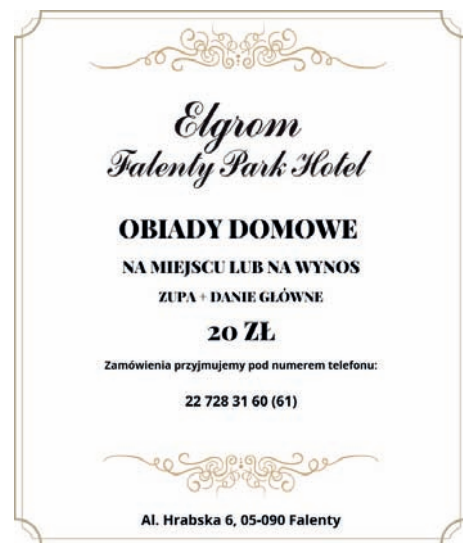 Elgrom
Falenty Park Hotel
OBIADY DOMOWE
NA MIEJSCU LUB NA WYNOS
ZUPA + DANIE GŁÓWNE
20 ZŁ
Zamówienia przyjmujemy pod numerem telefonu:
22 728 31 60 (61)
Al. Hrabska 6, 05-090 Falenty